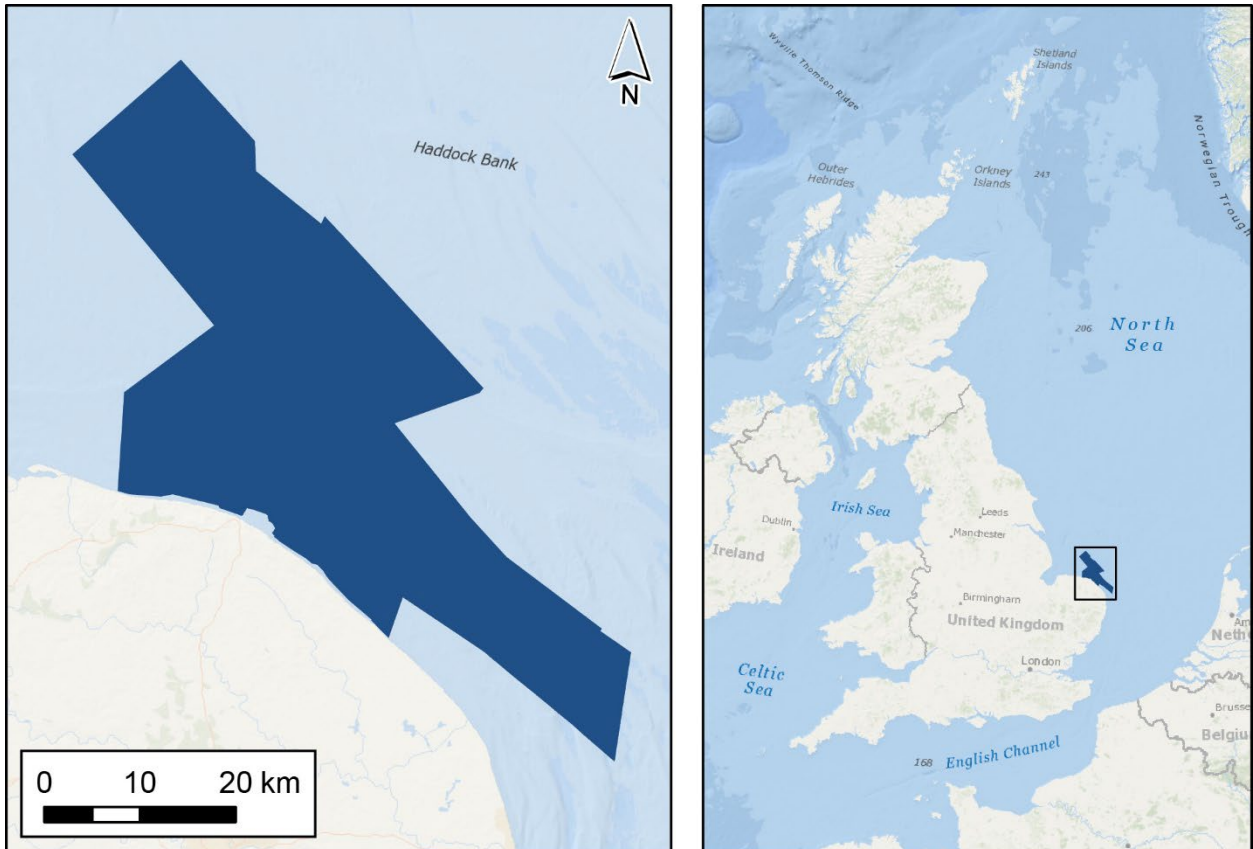 N
Haddock Bank
0 10 20 km
Wyville Thomson Ridge
Shetland
Islands
Norwegian Trough
Outer
Hebrides
Orkney
Islands
243
206
North
Sea
Irish Sea
Leeds
Dublin
Manchester
Ireland
Birmingham
United Kingdom
Am
Neth
London
Celtic
Sea
Brusse
Belgiu
168
English Channel